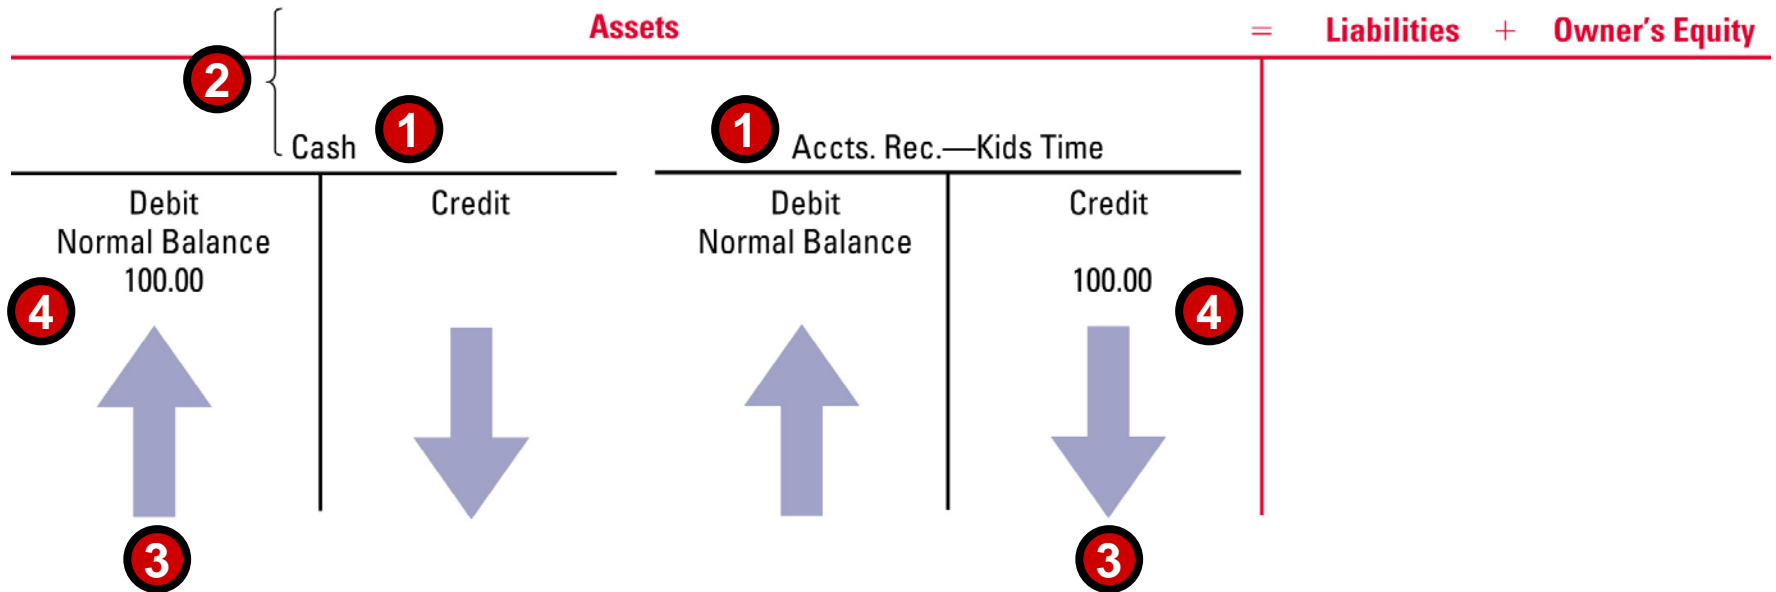 Assets = Liabilities + Owner's Equity
2
Cash 1 1 Accts. Rec.—Kids Time
Debit Credit Debit Credit
Normal Balance Normal Balance
100.00 100.00
4 4
3 3